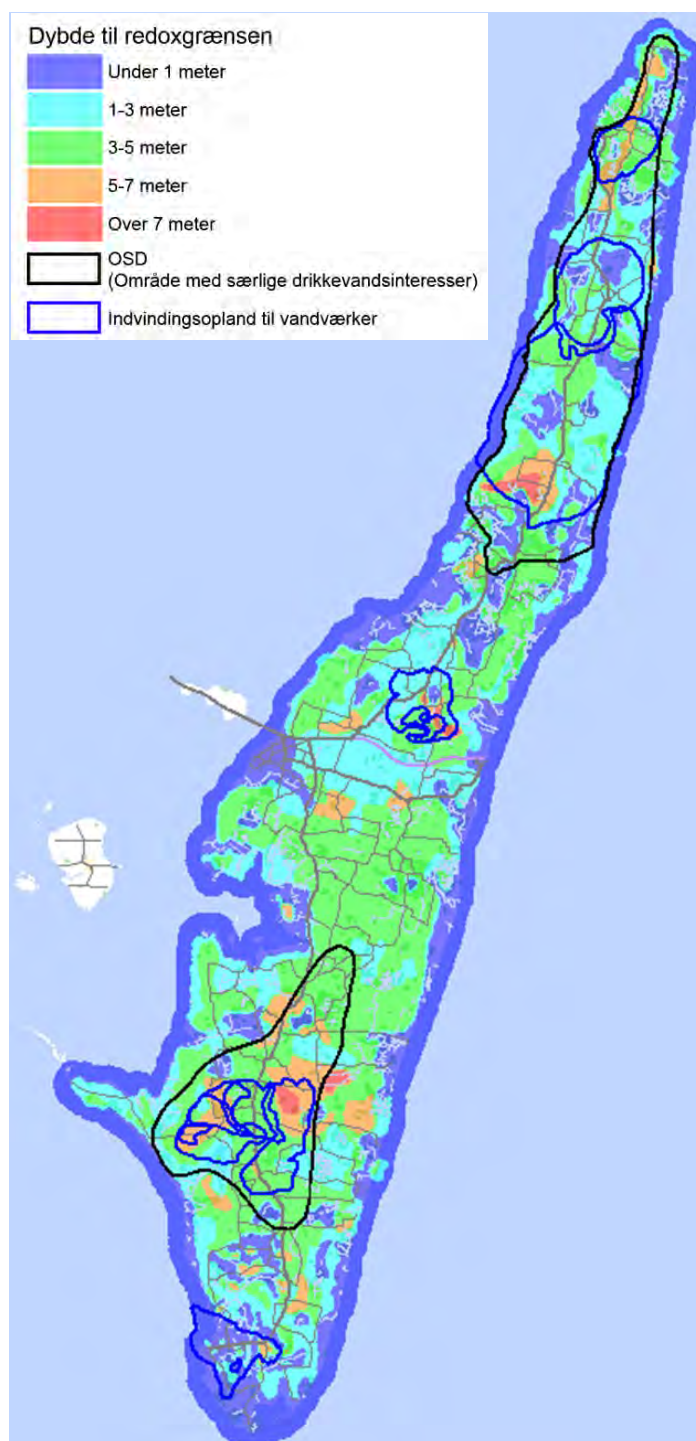 Dybde til redoxgrænsen
Under 1 meter
1-3 meter
3-5 meter
5-7 meter
Over 7 meter
OSD
(Område med særlige drikkevandsinteresser)
Indvindingsopland til vandværker